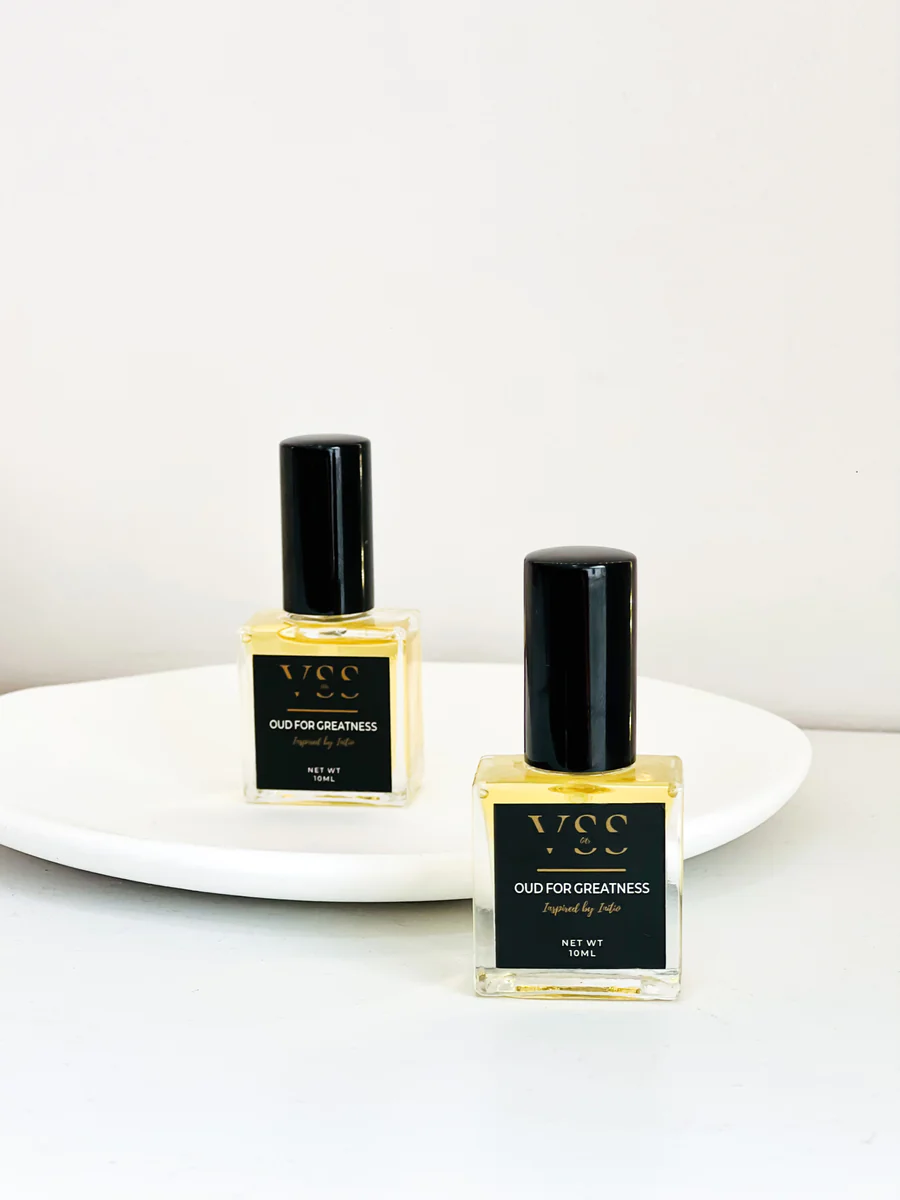 VSS
OUD FOR GREATNESS
Inspired by Initio
NET WT
10ML
VSS
OUD FOR GREATNESS
Inspired by Initio
NET WT
10ML